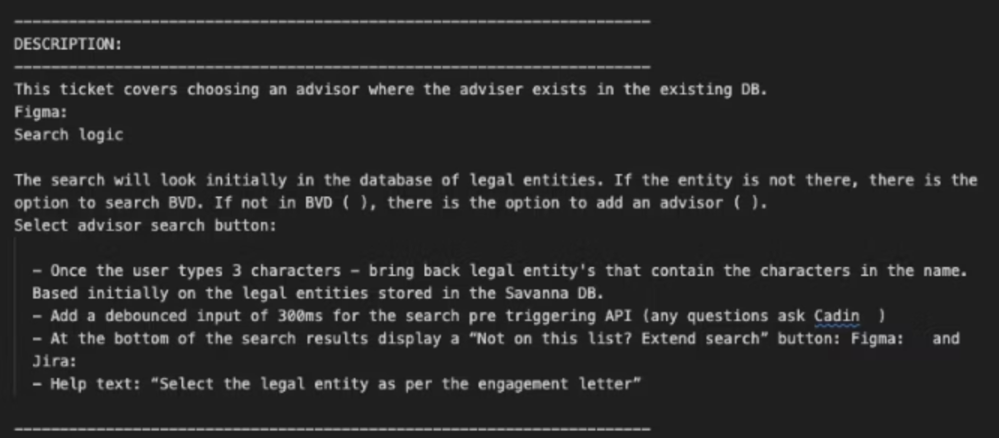 DESCRIPTION:
This ticket covers choosing an advisor where the adviser exists in the existing DB.
Figma:
Search logic
The search will look initially in the database of legal entities. If the entity is not there, there is the
option to search BVD. If not in BVD ( ), there is the option to add an advisor ( ).
Select advisor search button:
– Once the user types 3 characters – bring back legal entity's that contain the characters in the name.
Based initially on the legal entities stored in the Savanna DB.
– Add a debounced input of 300ms for the search pre triggering API (any questions ask Cadin  )
– At the bottom of the search results display a “Not on this list? Extend search” button: Figma:   and
Jira:
– Help text: “Select the legal entity as per the engagement letter”